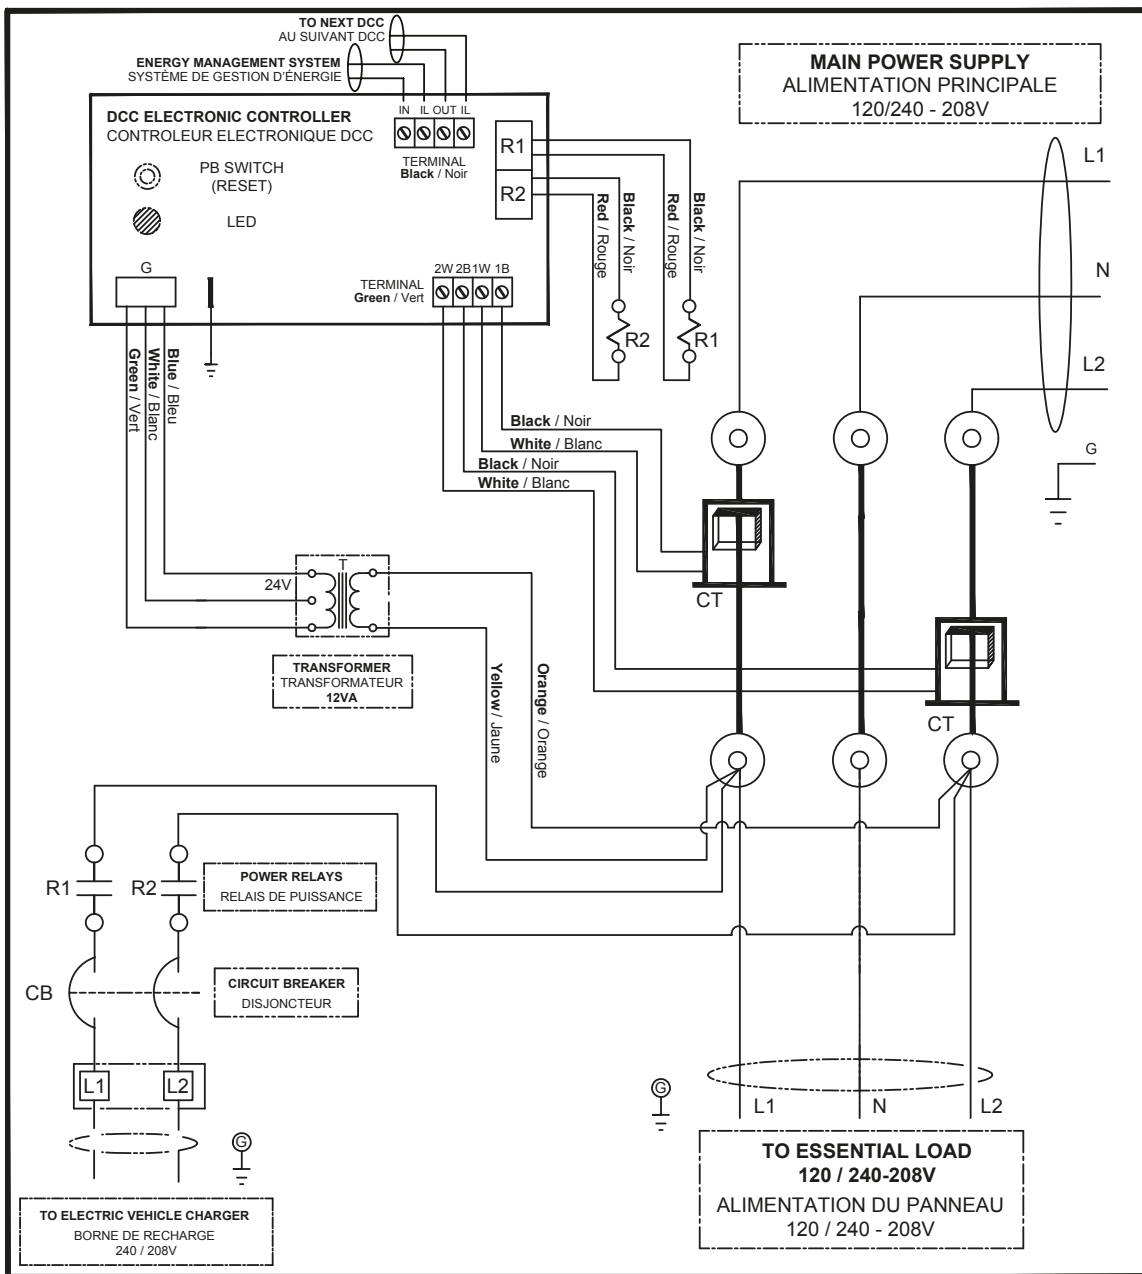 TO NEXT DCC
AU SUIVANT DCC
ENERGY MANAGEMENT SYSTEM
SYSTÈME DE GESTION D'ÉNERGIE
MAIN POWER SUPPLY
ALIMENTATION PRINCIPALE
120/240 - 208V
DCC ELECTRONIC CONTROLLER
CONTROLEUR ELECTRONIQUE DCC
IN IL OUT IL
TERMINAL
Black / Noir
PB SWITCH
(RESET)
LED
R1
R2
L1
N
L2
G
G
TERMINAL
Green / Vert
2W 2B 1W 1B
Red / Rouge
Black / Noir
Red / Rouge
Black / Noir
R2
R1
Green / Vert
White / Blanc
Blue / Bleu
Black / Noir
White / Blanc
Black / Noir
White / Blanc
CT
CT
24V
T
TRANSFORMER
TRANSFORMATEUR
12VA
Yellow / Jaune
Orange / Orange
R1
R2
POWER RELAYS
RELAIS DE PUISSANCE
CB
CIRCUIT BREAKER
DISJONCTEUR
L1
L2
G
G
L1
N
L2
TO ELECTRIC VEHICLE CHARGER
BORNE DE RECHARGE
240 / 208V
TO ESSENTIAL LOAD
120 / 240-208V
ALIMENTATION DU PANNEAU
120 / 240 - 208V